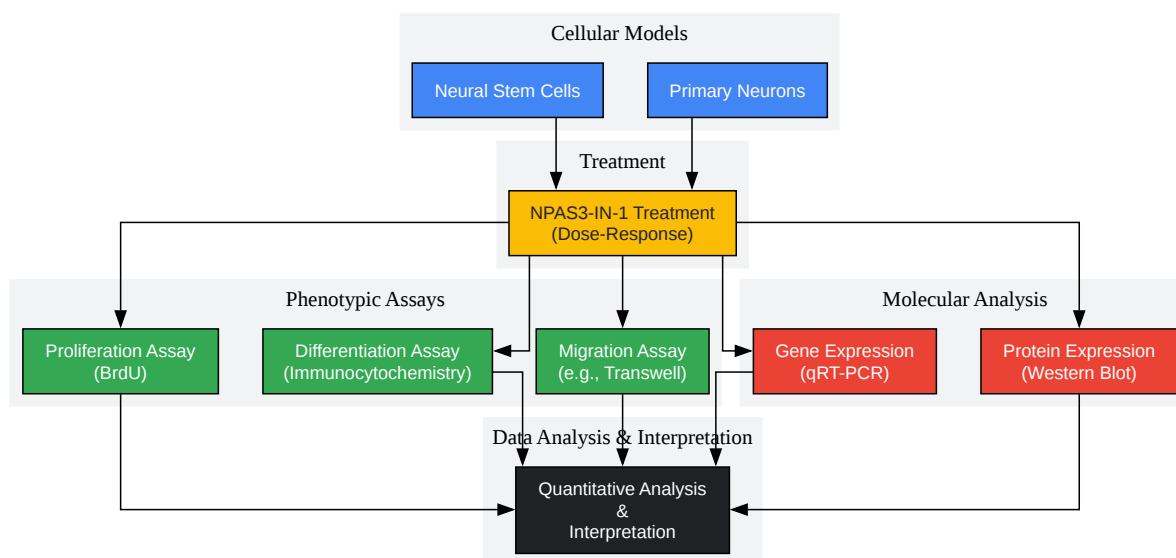 Cellular Models
Neural Stem Cells
Primary Neurons
Treatment
NPAS3-IN-1 Treatment
(Dose-Response)
Phenotypic Assays
Molecular Analysis
Proliferation Assay
(BrdU)
Differentiation Assay
(Immunocytochemistry)
Migration Assay
(e.g., Transwell)
Gene Expression
(qRT-PCR)
Protein Expression
(Western Blot)
Data Analysis & Interpretation
Quantitative Analysis
&
Interpretation